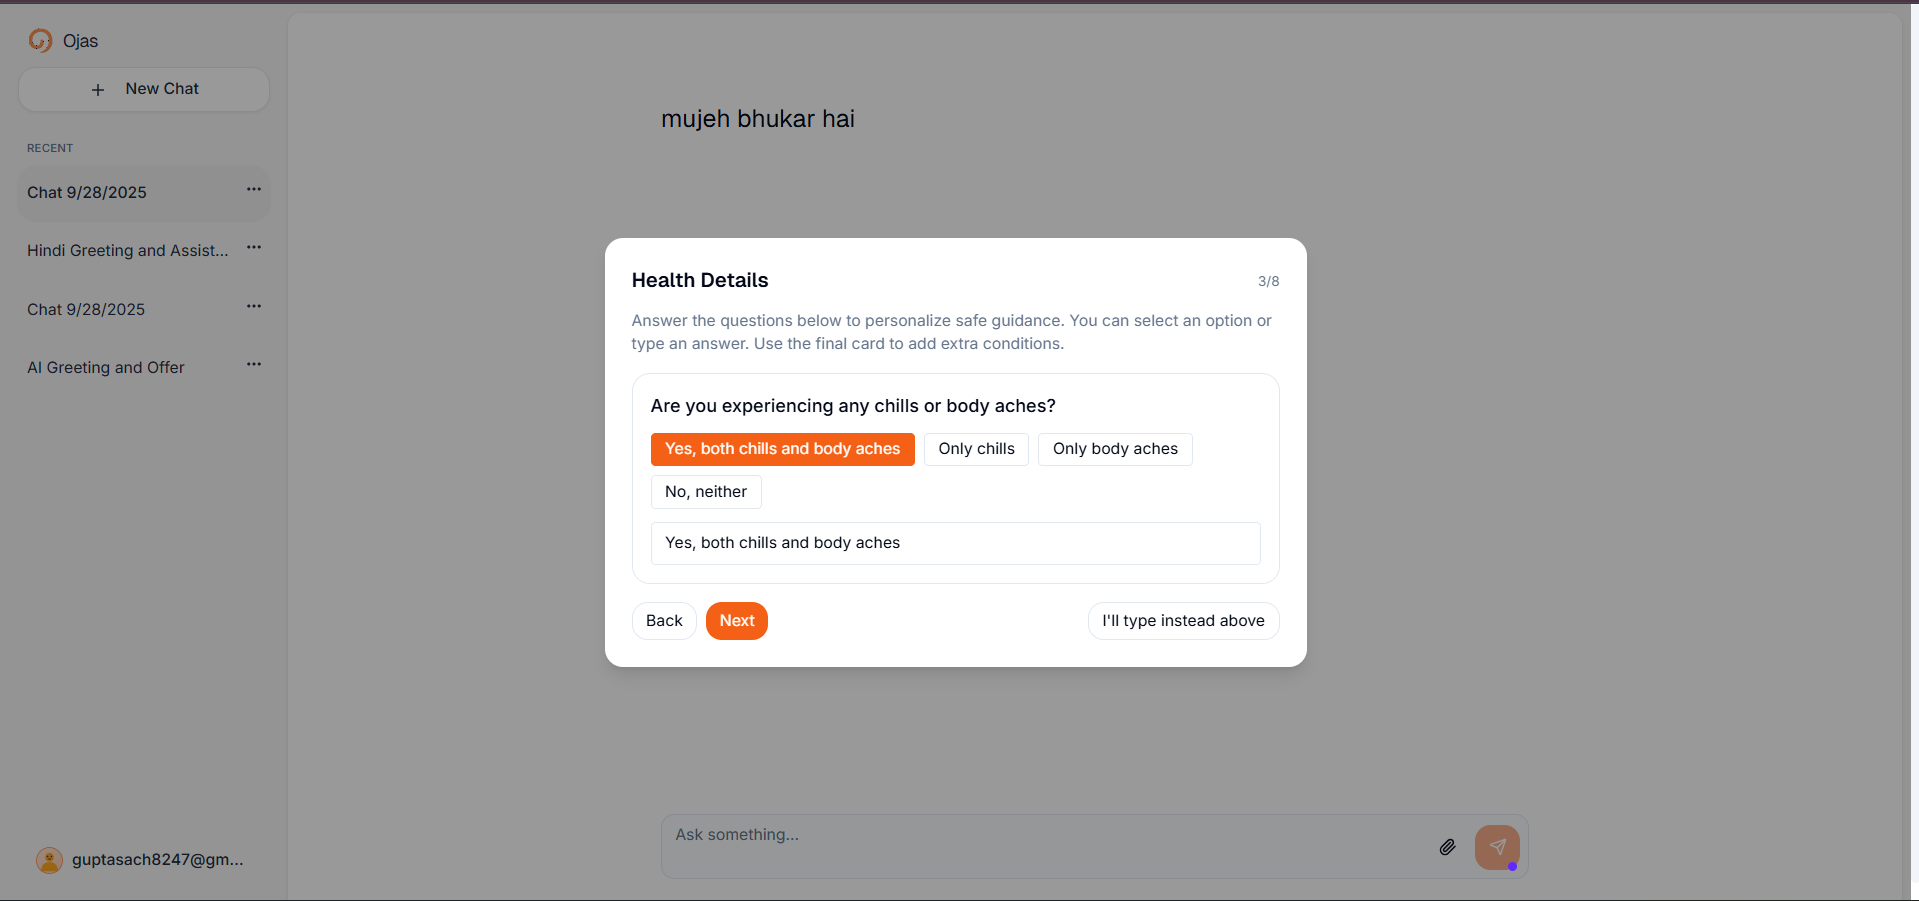 Ojas
New Chat
RECENT
Chat 9/28/2025
Hindi Greeting and Assist...
Chat 9/28/2025
AI Greeting and Offer
guptasach8247@gm...
mujeh bhukar hai
Health Details
3/8
Answer the questions below to personalize safe guidance. You can select an option or
type an answer. Use the final card to add extra conditions.
Are you experiencing any chills or body aches?
Yes, both chills and body aches
Only chills
Only body aches
No, neither
Yes, both chills and body aches
Back
Next
I'll type instead above
Ask something...